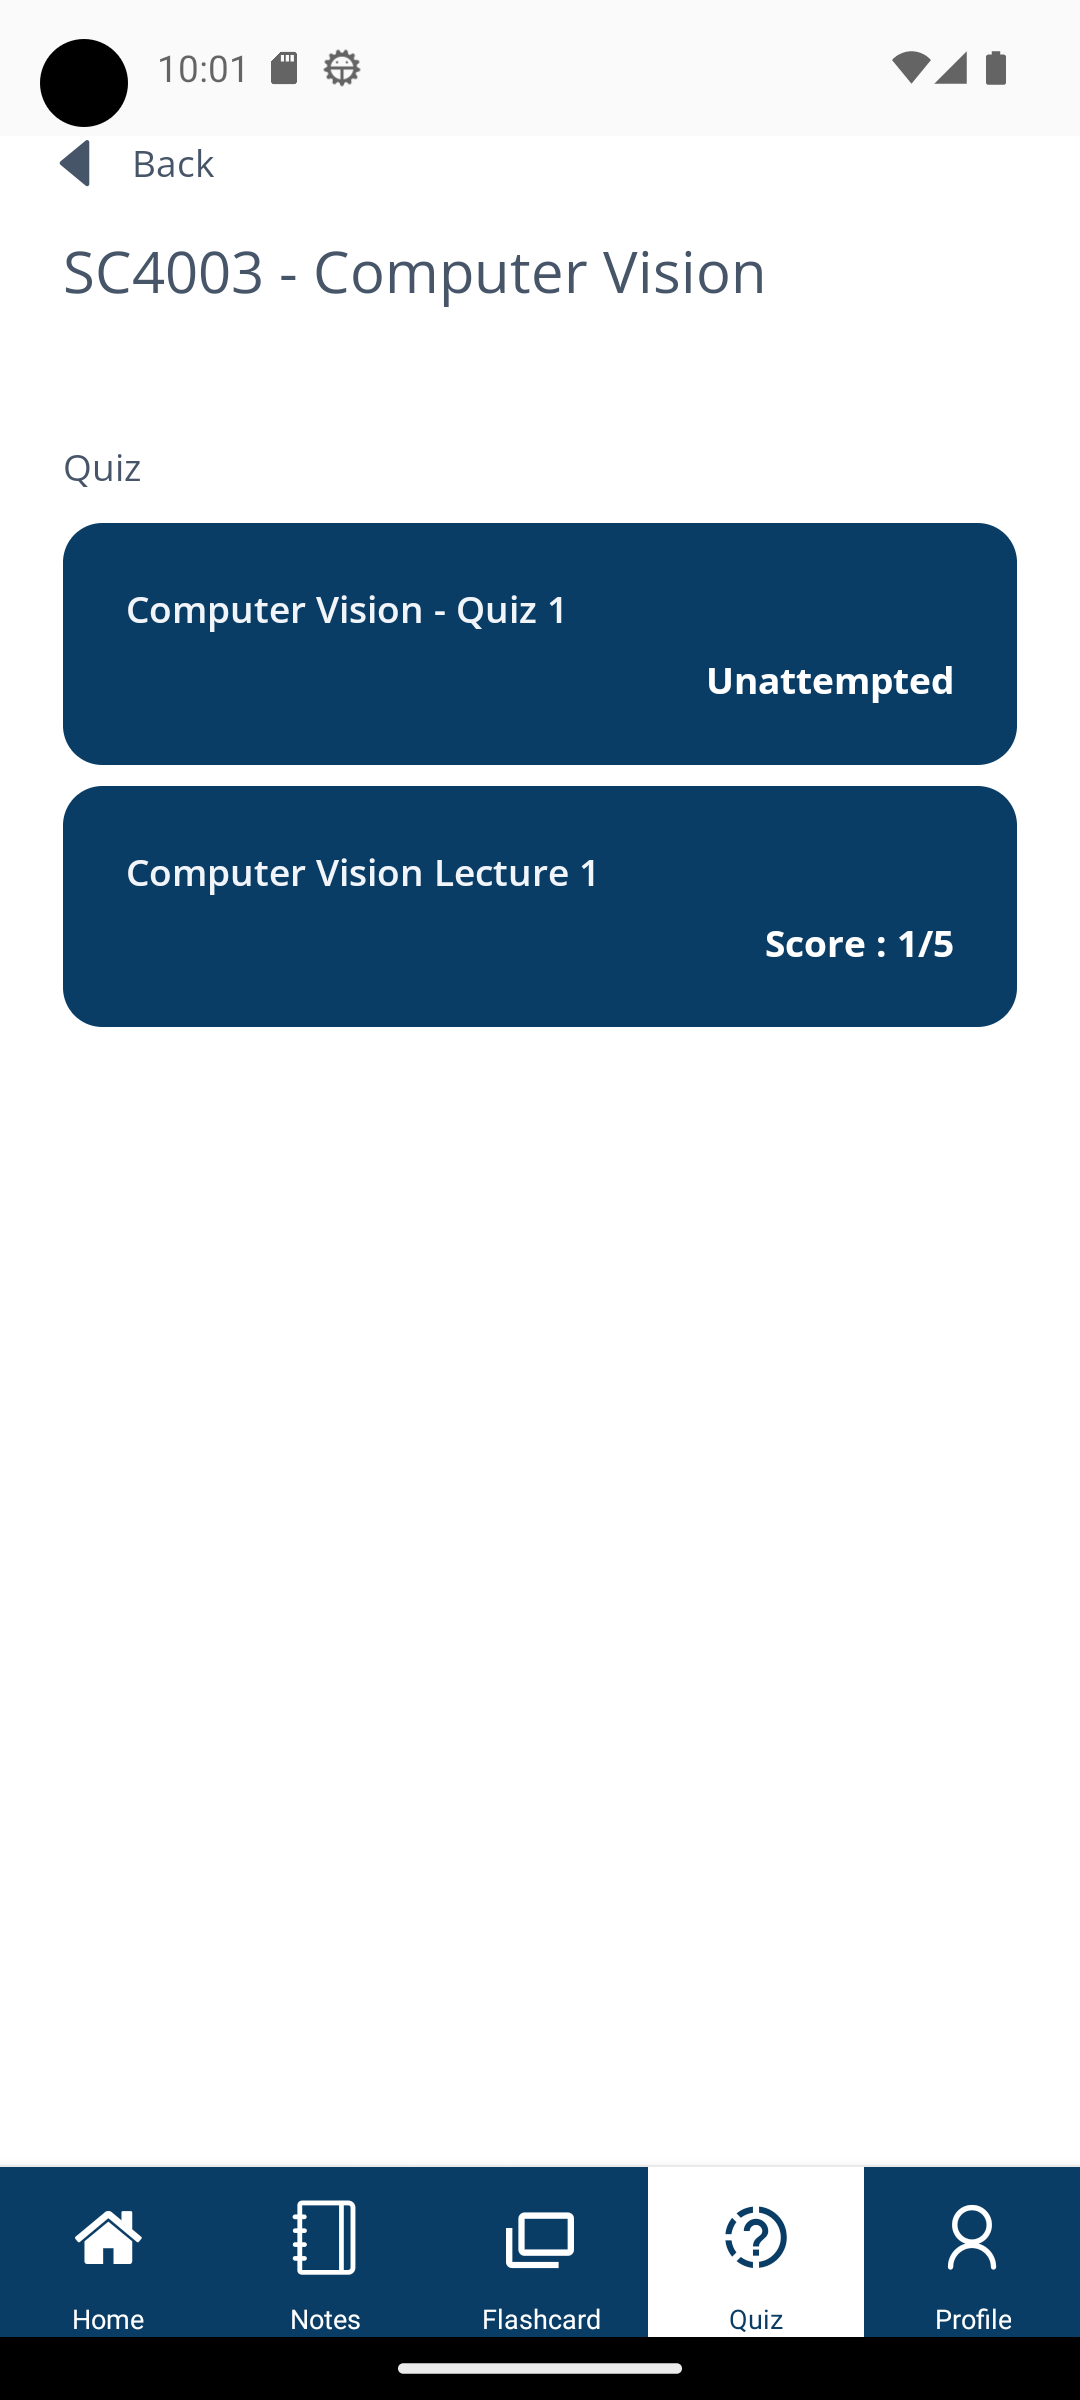 10:01
Back
SC4003 - Computer Vision
Quiz
Computer Vision - Quiz 1
Unattempted
Computer Vision Lecture 1
Score : 1/5
Home
Notes
Flashcard
Quiz
Profile